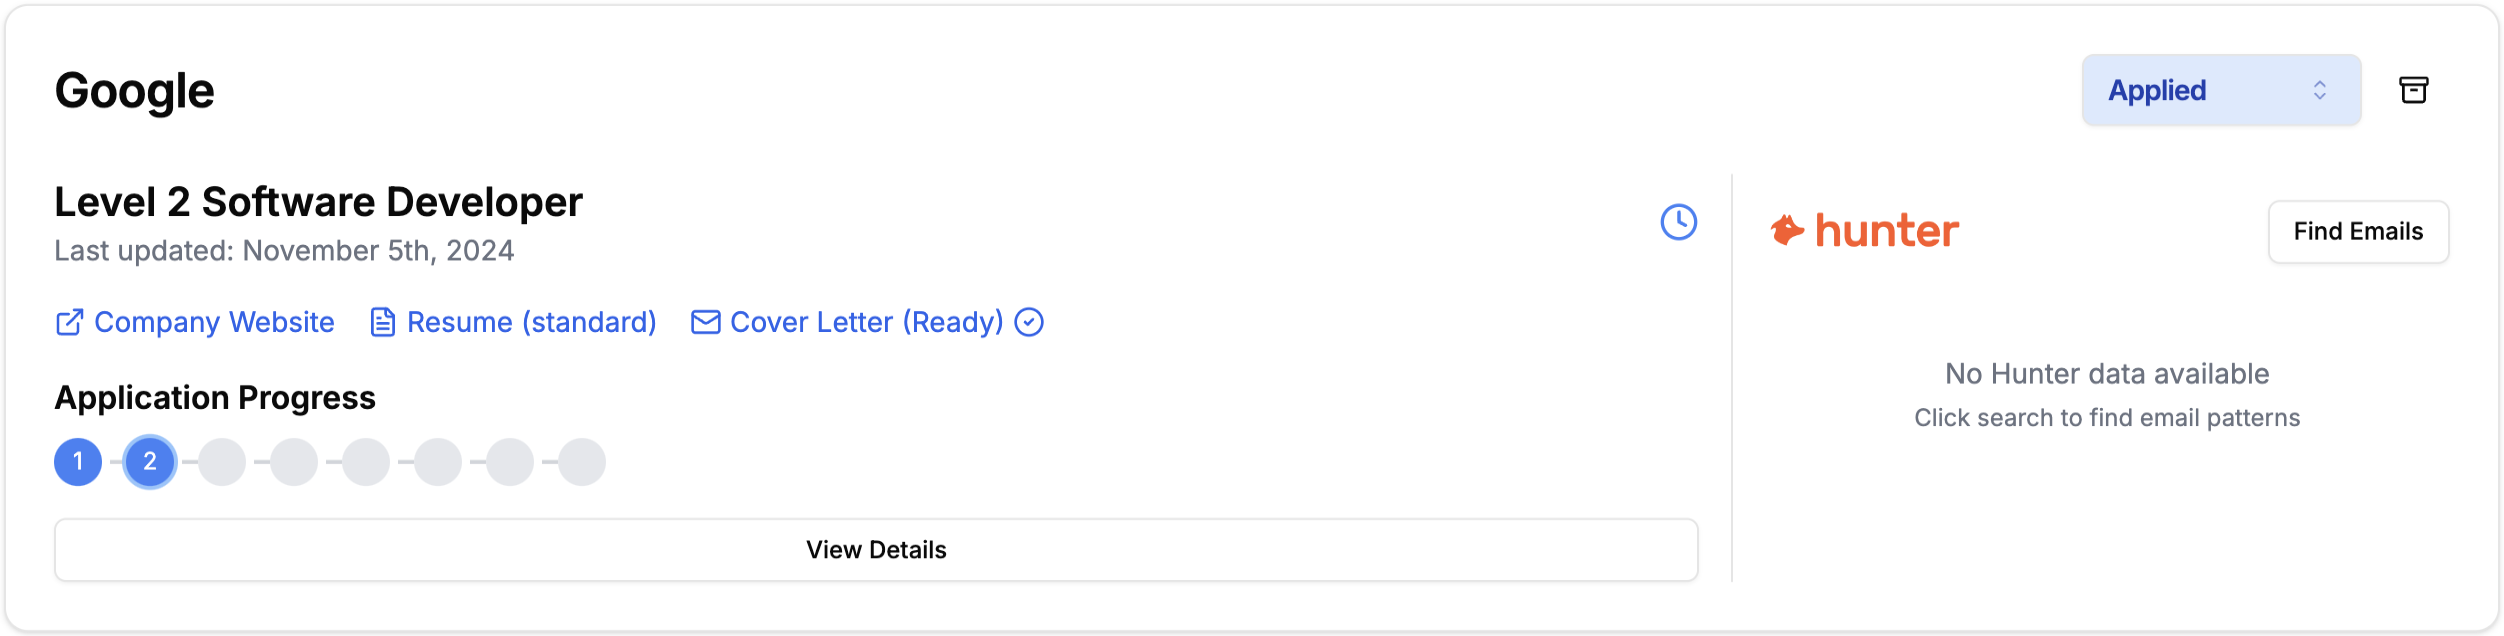 Google
Applied
Level 2 Software Developer
Last updated: November 5th, 2024
Company Website
Resume (standard)
Cover Letter (Ready)
Application Progress
1
2
View Details
hunter
Find Emails
No Hunter data available
Click search to find email patterns